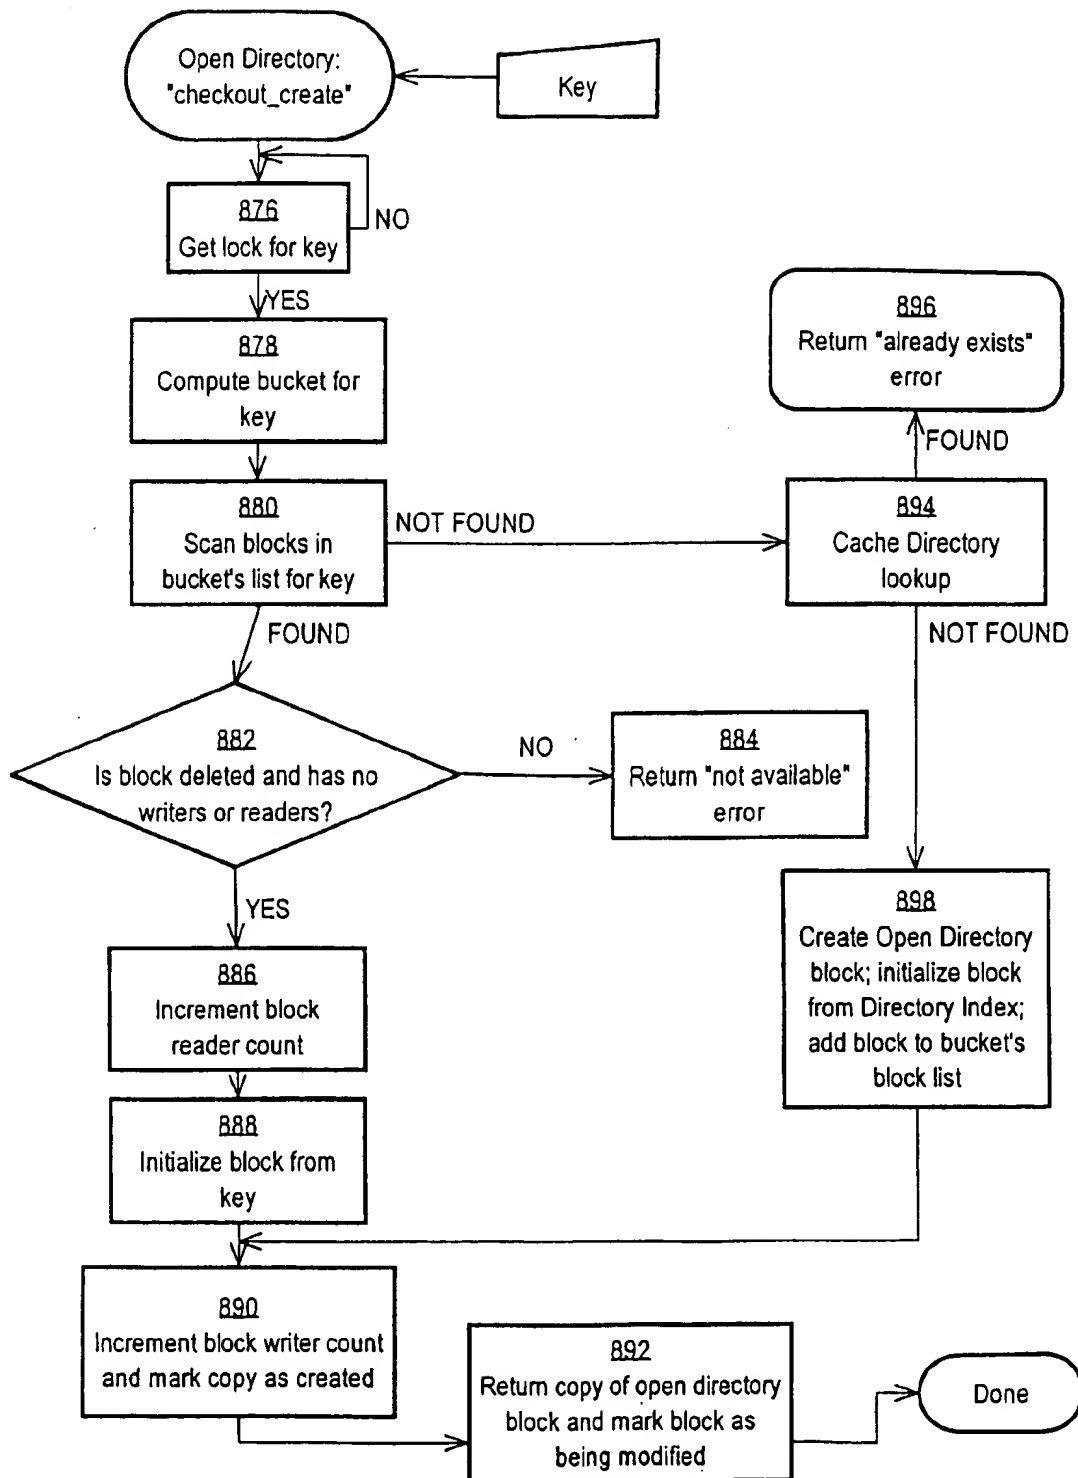 Open Directory:
"checkout_create"
Key
876
Get lock for key
NO
YES
878
Compute bucket for
key
880
Scan blocks in
bucket's list for key
NOT FOUND
894
Cache Directory
lookup
FOUND
896
Return "already exists"
error
FOUND
NOT FOUND
882
Is block deleted and has no
writers or readers?
NO
884
Return "not available"
error
YES
886
Increment block
reader count
898
Create Open Directory
block; initialize block
from Directory Index;
add block to bucket's
block list
888
Initialize block from
key
890
Increment block writer count
and mark copy as created
892
Return copy of open directory
block and mark block as
being modified
Done